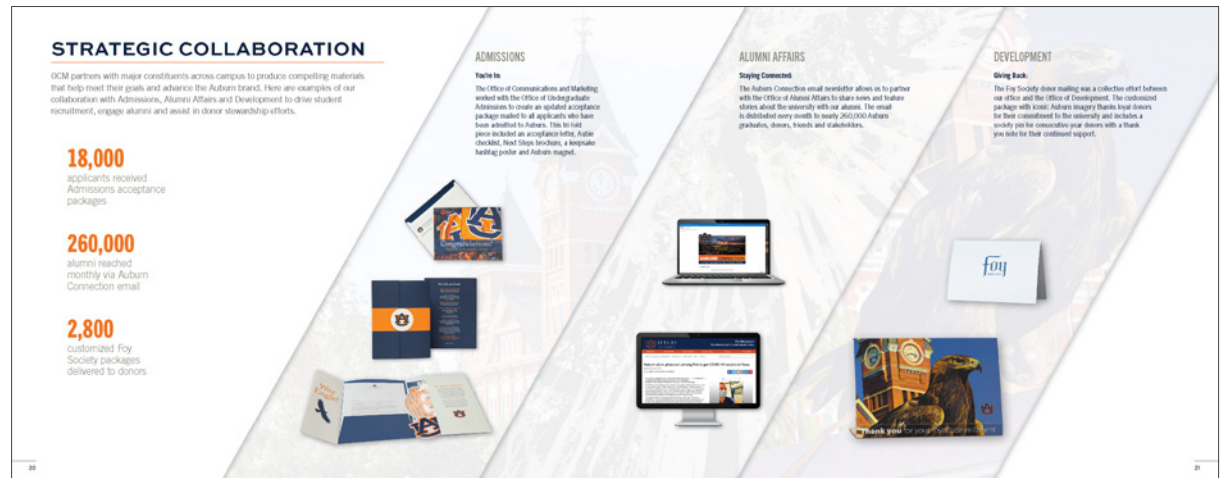 STRATEGIC COLLABORATION
OCM partners with major constituents across campus to produce compelling materials
that help meet their goals and advance the Auburn brand. Here are examples of our
collaboration with Admissions, Alumni Affairs and Development to drive student
recruitment, engage alumni and assist in donor stewardship efforts.
18,000
applicants received
Admissions acceptance
packages
260,000
alumni reached
monthly via Auburn
Connection email
2,800
customized Foy
Society packages
delivered to donors
ADMISSIONS
You're In:
The Office of Communications and Marketing
worked with the Office of Undergraduate
Admissions to create an updated acceptance
package mailed to all applicants who have
been admitted to Auburn. This tri-fold
piece included an acceptance letter, Aubie
checklist, Next Steps brochure, a keepsake
hashtag poster and Auburn magnet.
Congratulations!
War
Eagle!
ALUMNI AFFAIRS
Staying Connected:
The Auburn Connection email newsletter allows us to partner
with the Office of Alumni Affairs to share news and feature
stories about the university with our alumni. The email
is distributed every month to nearly 260,000 Auburn
graduates, donors, friends and stakeholders.
AUBURN
DEVELOPMENT
Giving Back:
The Foy Society donor mailing was a collective effort between
our office and the Office of Development. The customized
package with iconic Auburn imagery thanks loyal donors
for their commitment to the university and includes a
society pin for consecutive-year donors with a thank
you note for their continued support.
foy
Thank you for your loyal commitment
20
21